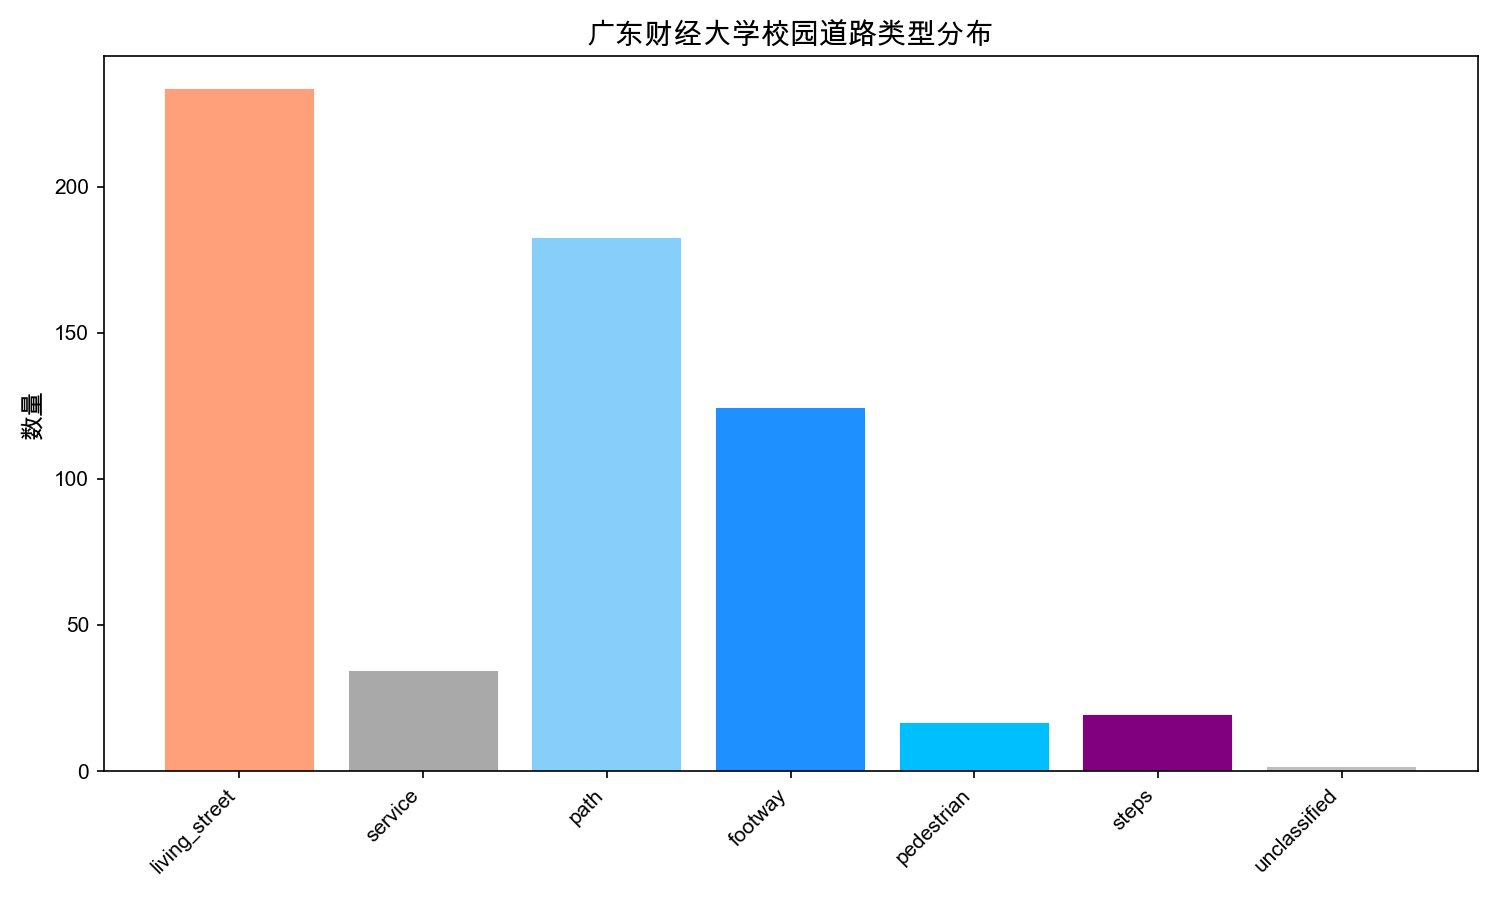 广东财经大学校园道路类型分布
数量
200
150
100
50
0
living_street
service
path
footway
pedestrian
steps
unclassified